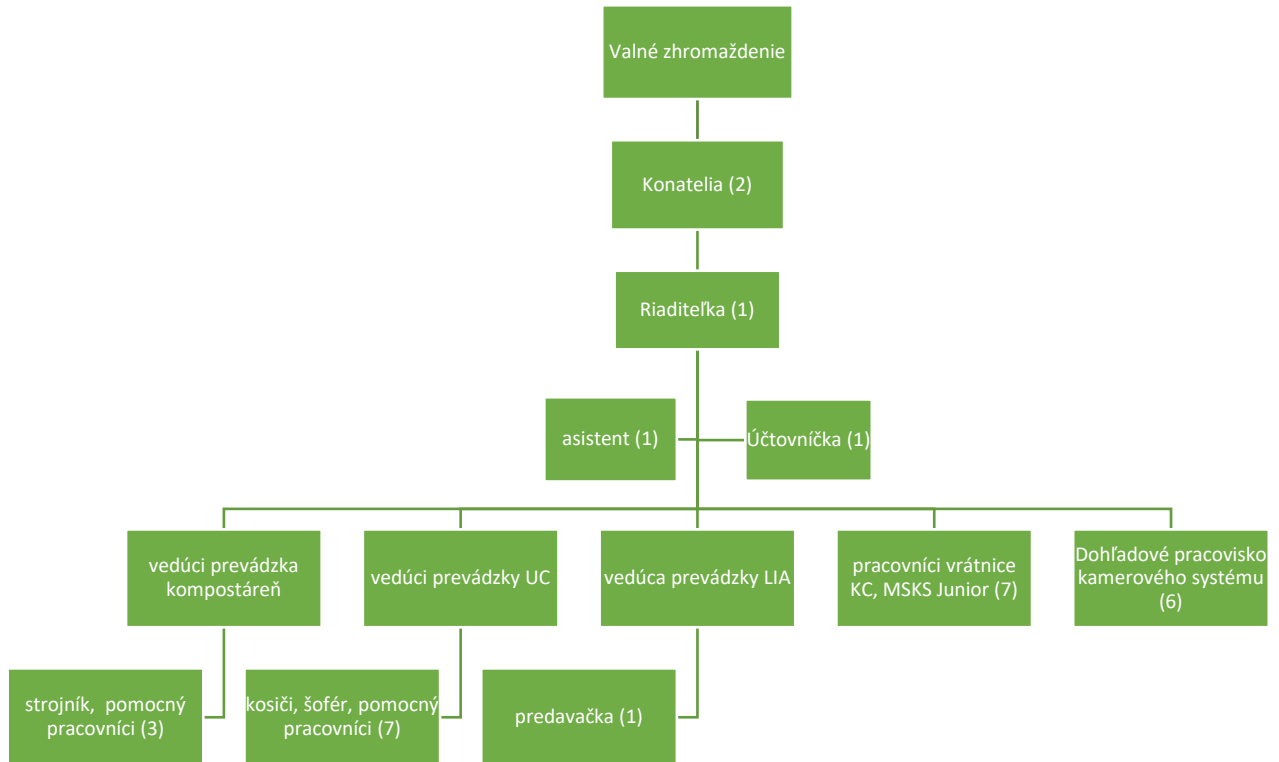 Valné zhromaždenie
Konatelia (2)
Riaditeľka (1)
asistent (1)
Účtovníčka (1)
vedúci prevádzka
kompostáreň
vedúci prevádzky UC
vedúca prevádzky LIA
pracovníci vrátnice
KC, MSKS Junior (7)
Dohľadové pracovisko
kamerového systému
(6)
strojník, pomocný
pracovníci (3)
kosiči, šofér, pomocný
pracovníci (7)
predavačka (1)